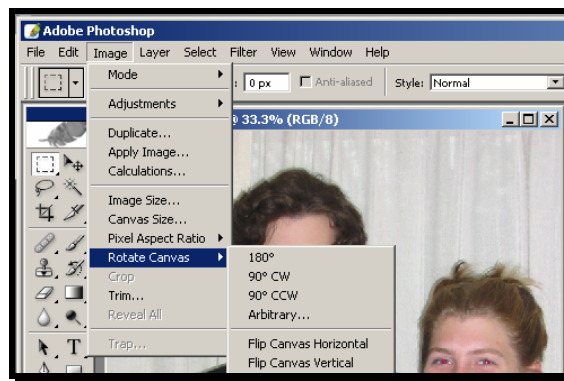 Adobe Photoshop
File Edit Image Layer Select Filter View Window Help
: 0 px Anti-aliased Style: Normal
Mode
Adjustments
Duplicate...
Apply Image...
Calculations...
Image Size...
Canvas Size...
Pixel Aspect Ratio
Rotate Canvas
Crop
Trim...
Reveal All
Trap...
33.3% (RGB/8)
180°
90° CW
90° CCW
Arbitrary...
Flip Canvas Horizontal
Flip Canvas Vertical
T